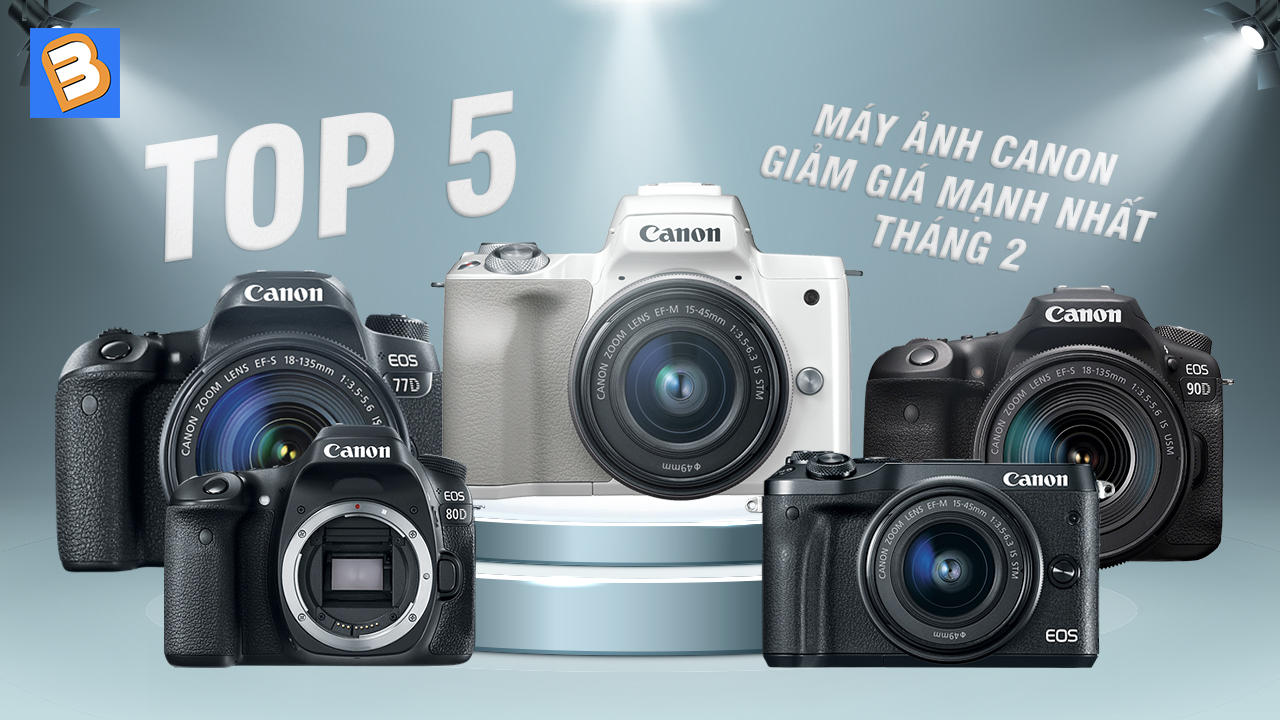 B
TOP 5
MÁY ẢNH CANON
GIẢM GIÁ MẠNH NHẤT
THÁNG 2
Canon
EOS
77D
CANON ZOOM LENS EF-S 18-135mm 1:3.5-5.6 IS
Canon
EOS
80D
Canon
CANON ZOOM LENS EF-M 15-45mm 1:3.5-6.3 IS STM
Φ49mm
Canon
EOS
90D
CANON ZOOM LENS EF-S 18-135mm 1:3.5-5.6 IS USM
Canon
CANON ZOOM LENS EF-M 15-45mm 1:3.5-6.3 IS STM
Φ49mm
EOS